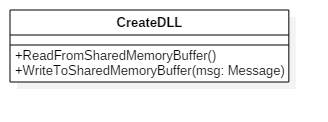 CreateDLL
+ReadFromSharedMemoryBuffer()
+WriteToSharedMemoryBuffer(msg: Message)